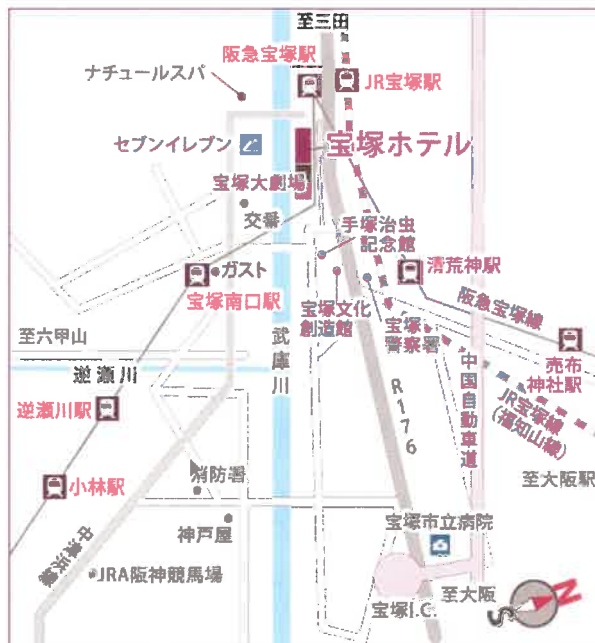 至三田
阪急宝塚駅
ナチュールスパ
JR宝塚駅
セブンイレブン
宝塚ホテル
宝塚大劇場
交番
手塚治虫
記念館
ガスト
清荒神駅
宝塚南口駅
宝塚文化
創造館
宝塚
警察署
阪急宝塚線
至六甲山
武庫川
売布
神社駅
逆瀬川
中国自動車道
R176
JR宝塚線
(福知山線)
逆瀬川駅
消防署
至大阪駅
小林駅
神戸屋
宝塚市立病院
中津浜線
JRA阪神競馬場
至大阪
宝塚I.C.
N
S